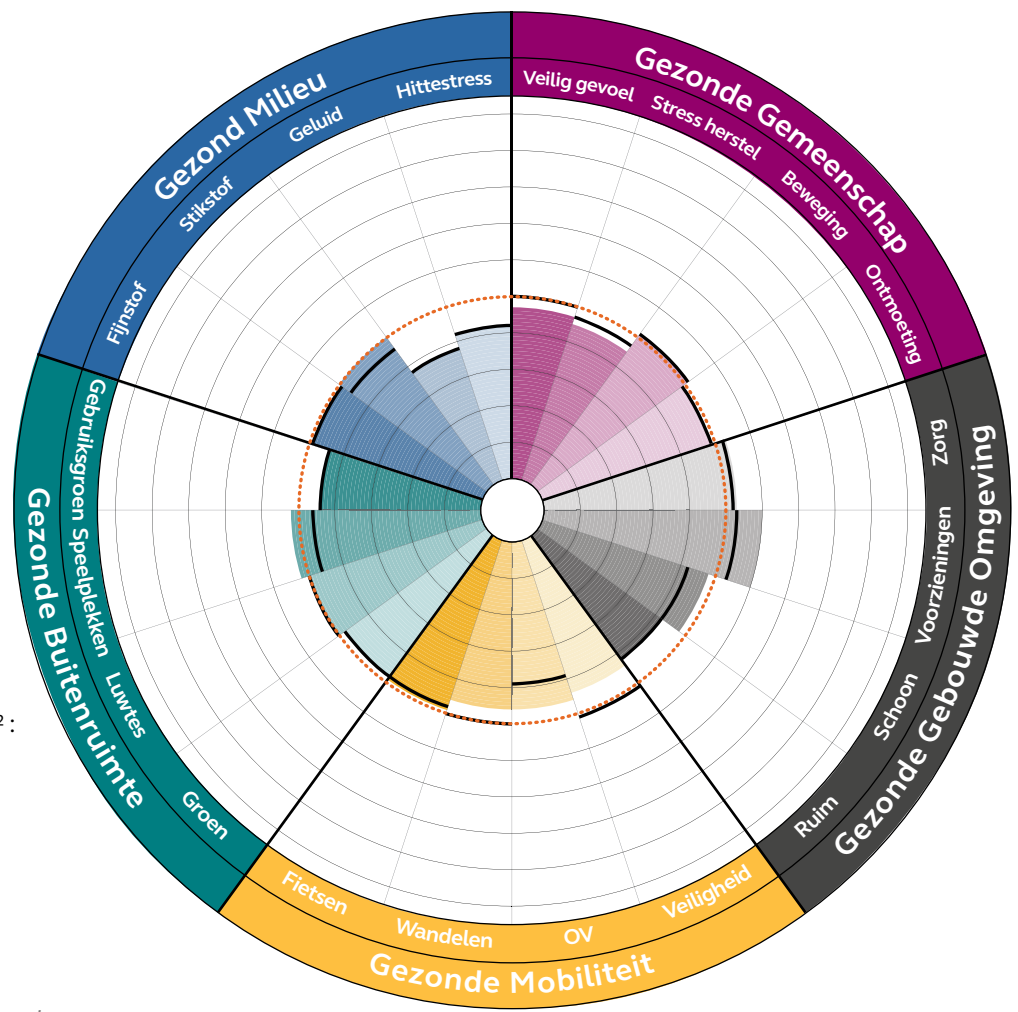 Gezonde Gemeenschap
Veilig gevoel
Stress herstel
Beweging
Ontmoeting
Gezonde Gebouwde Omgeving
Zorg
Voorzieningen
Schoon
Ruim
Gezonde Mobiliteit
Veiligheid
OV
Wandelen
Fietsen
Gezonde Buitenruimte
Groen
Luwtes
Speelplekken
Gebruiksgroen
Gezond Milieu
Fijnstof
Stikstof
Geluid
Hittestress
²: